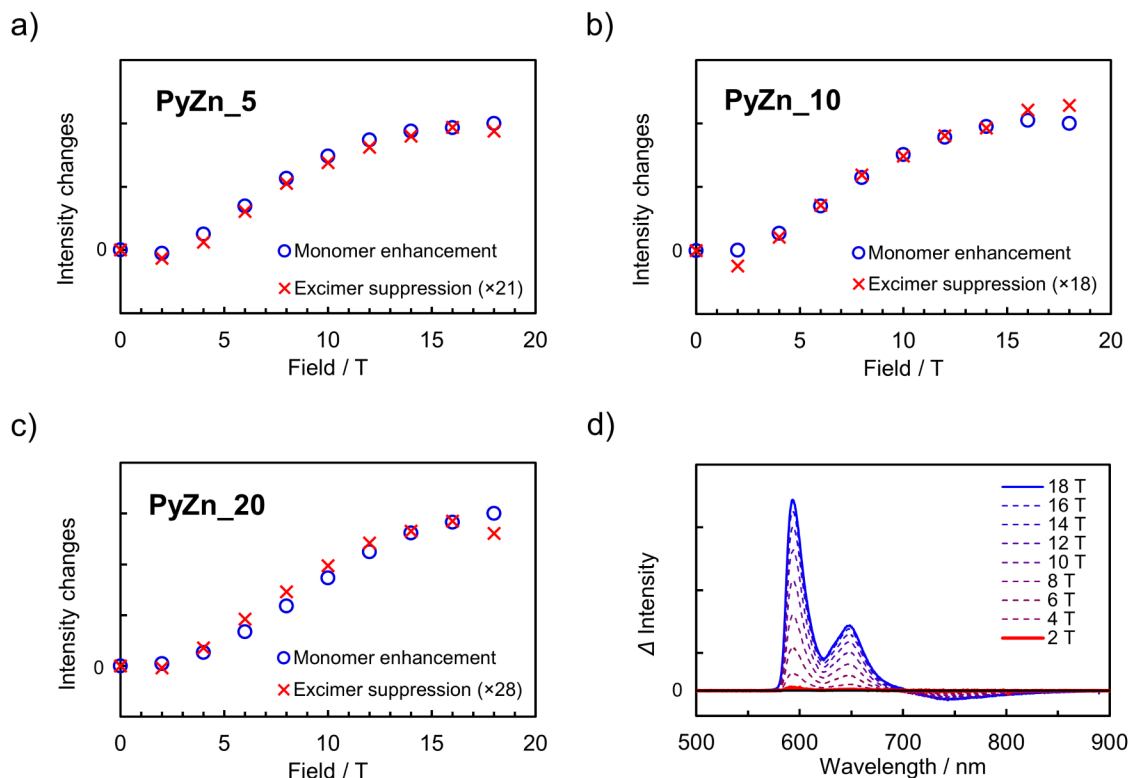 a)
PyZn_5
Intensity changes
0
Monomer enhancement
Excimer suppression (×21)
0 5 10 15 20
Field / T
b)
PyZn_10
Intensity changes
0
Monomer enhancement
Excimer suppression (×18)
0 5 10 15 20
Field / T
c)
PyZn_20
Intensity changes
0
Monomer enhancement
Excimer suppression (×28)
0 5 10 15 20
Field / T
d)
Δ Intensity
18 T
16 T
14 T
12 T
10 T
8 T
6 T
4 T
2 T
0
500 600 700 800 900
Wavelength / nm